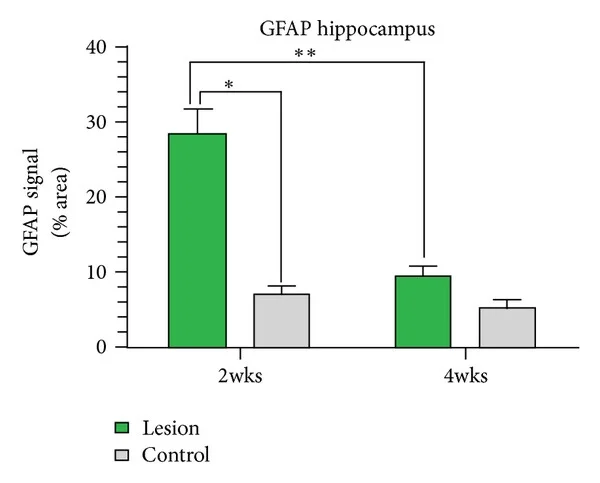 GFAP hippocampus
40
30
20
10
0
GFAP signal
(% area)
**
*
2wks
4wks
Lesion
Control